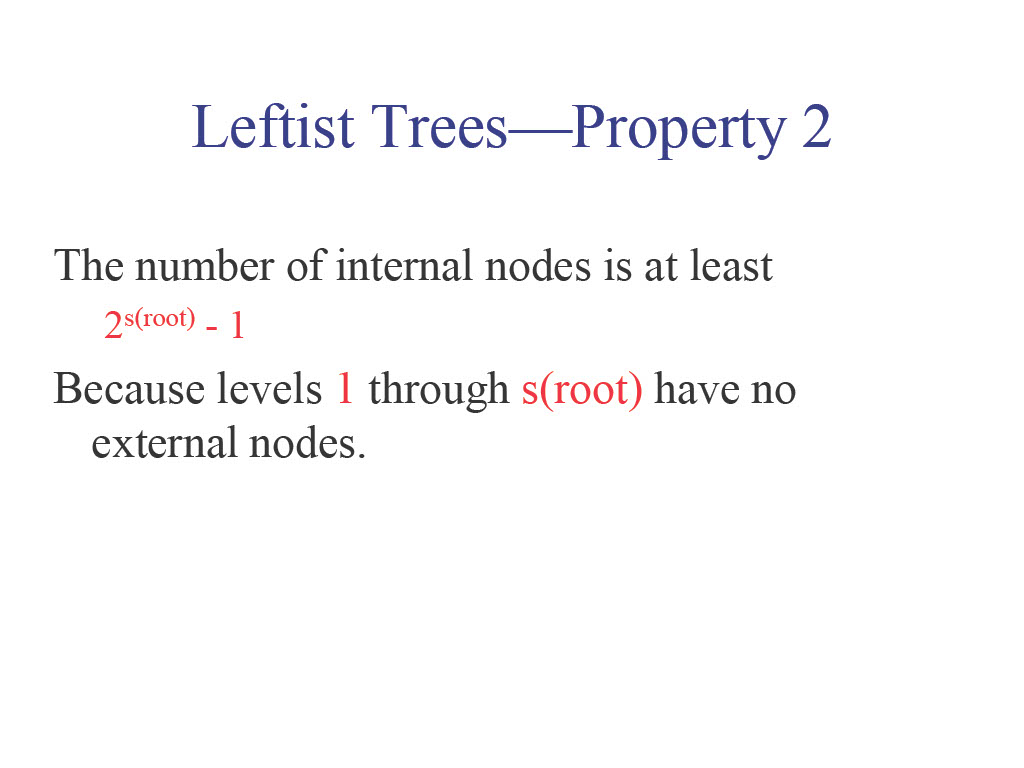 Leftist Trees—Property 2
The number of internal nodes is at least
2^s(root) - 1
Because levels 1 through s(root) have no
external nodes.